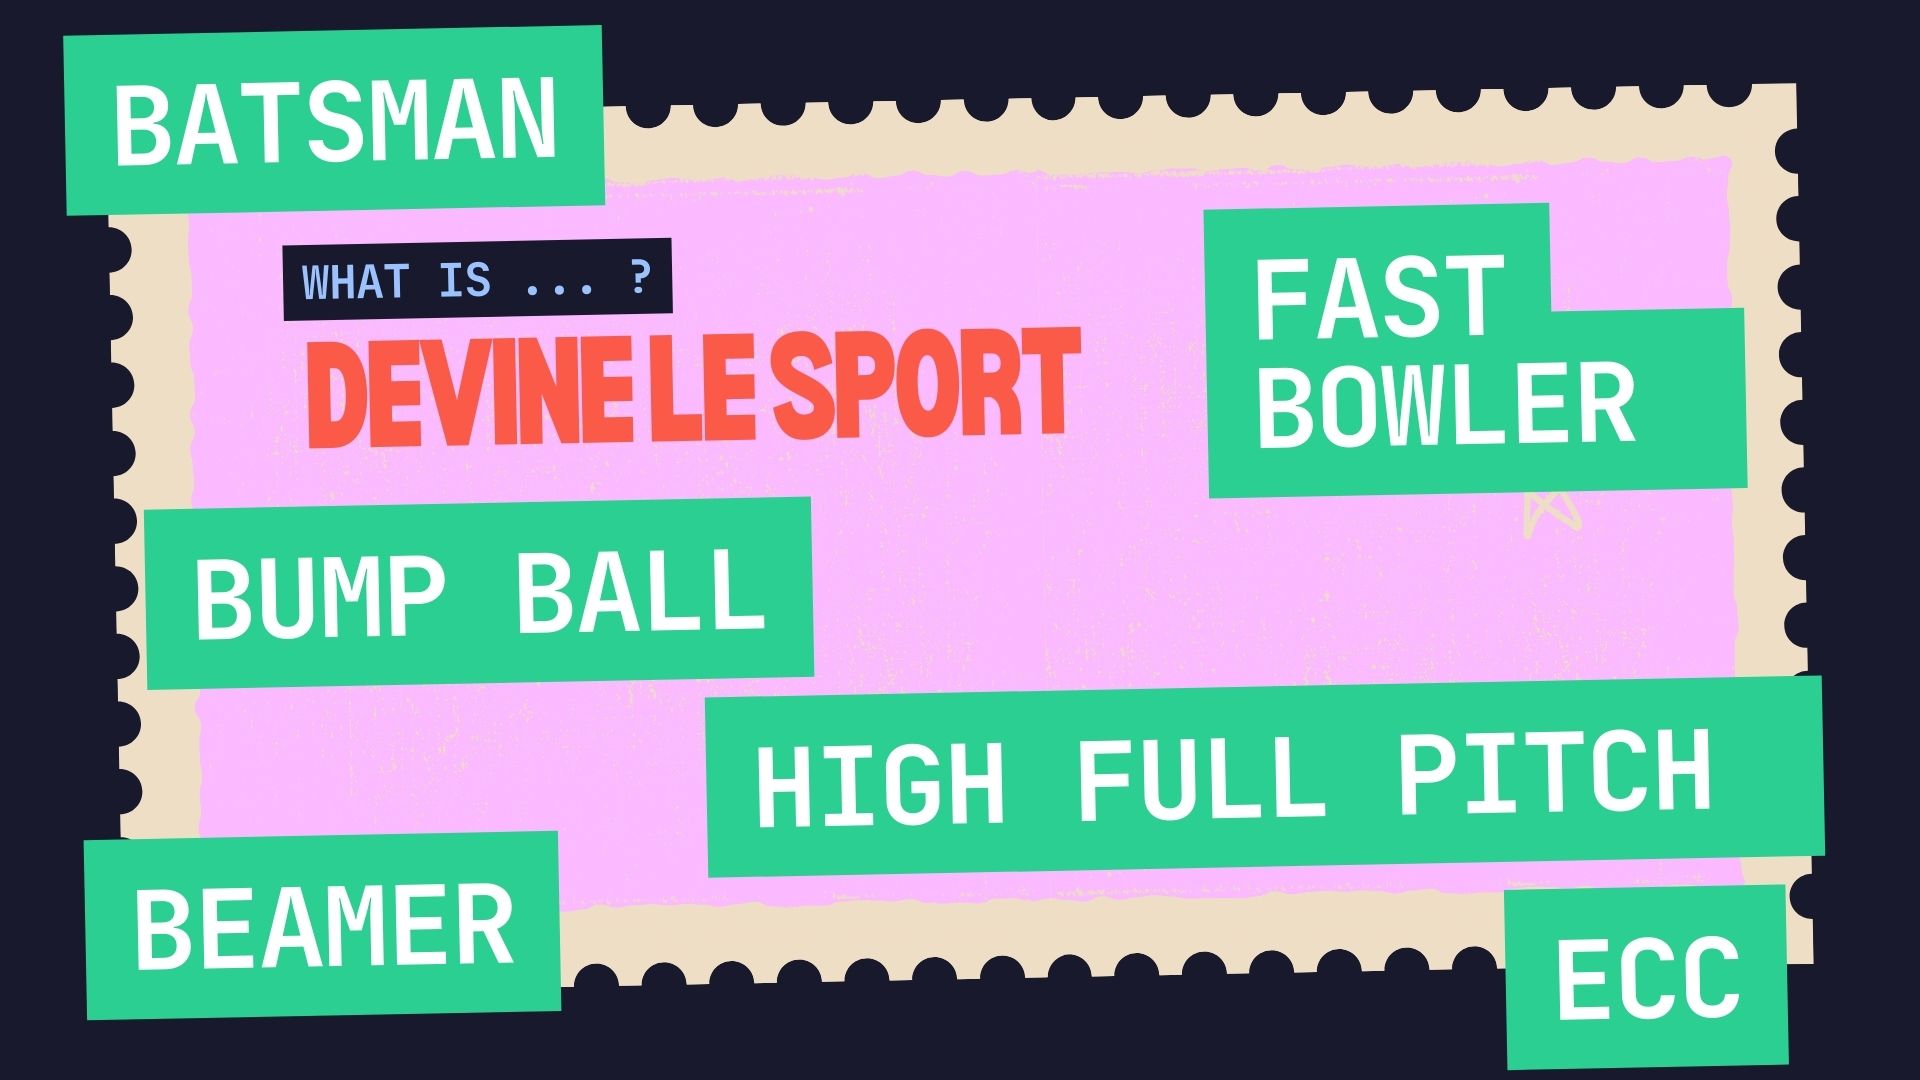 BATSMAN
WHAT IS ... ?
DEVINE LE SPORT
FAST
BOWLER
BUMP BALL
HIGH FULL PITCH
BEAMER
ECC